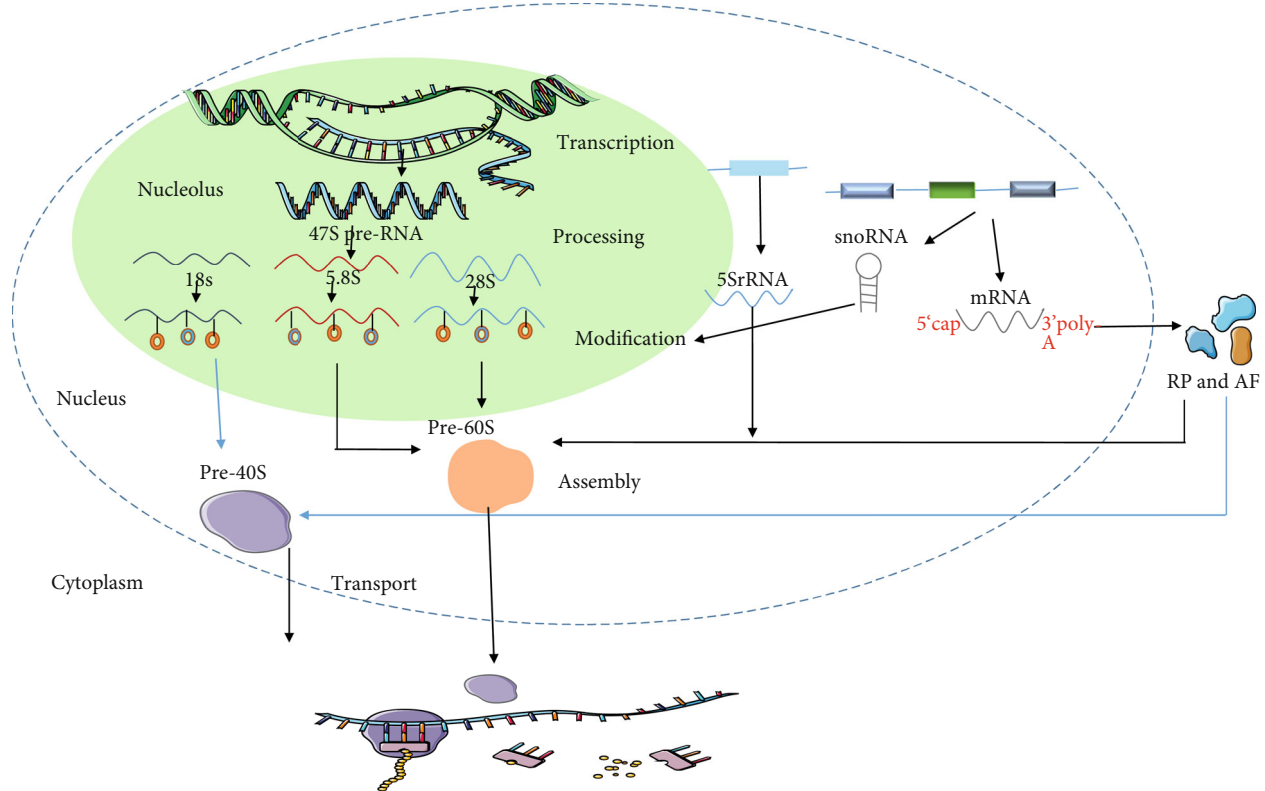 Transcription
Nucleolus
47S pre-RNA
Processing
snoRNA
18s
5.8S
28S
5SrRNA
mRNA
5‘cap
3’poly-
A
Modification
RP and AF
Nucleus
Pre-60S
Pre-40S
Assembly
Cytoplasm
Transport